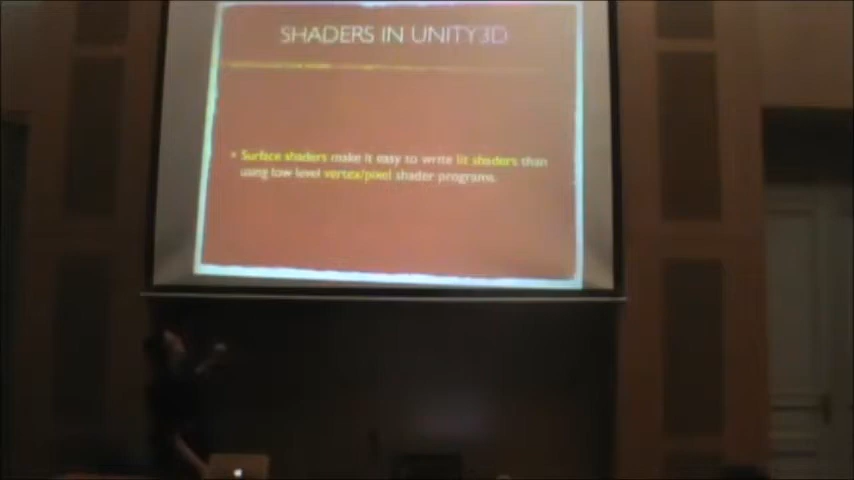 SHADERS IN UNITY3D
• Surface shaders make it easy to write lit shaders than
using low level vertex/pixel shader programs.